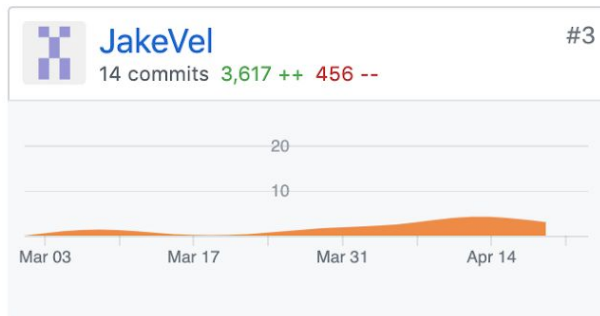 JakeVel
#3
14 commits 3,617 ++ 456 --
20
10
Mar 03 Mar 17 Mar 31 Apr 14